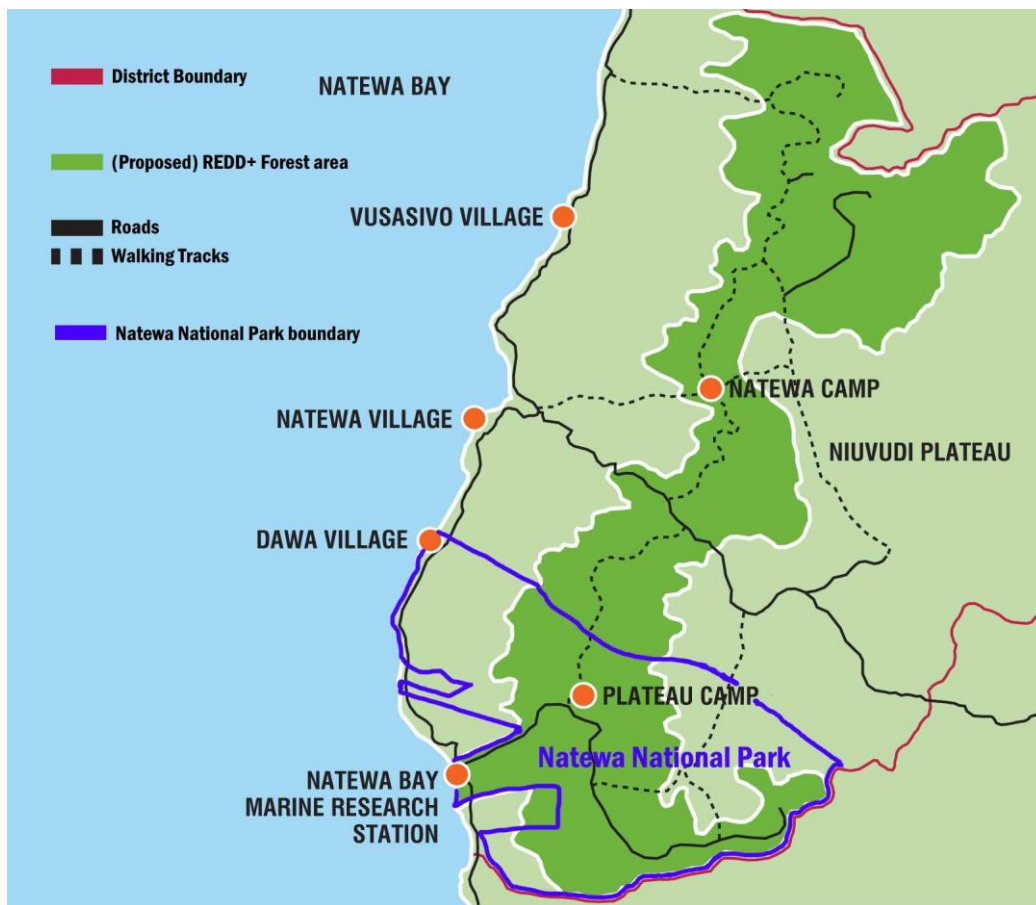 District Boundary
NATEWA BAY
(Proposed) REDD+ Forest area
VUSASIVO VILLAGE
Roads
Walking Tracks
Natewa National Park boundary
NATEWA CAMP
NATEWA VILLAGE
NIUVUDI PLATEAU
DAWA VILLAGE
PLATEAU CAMP
Natewa National Park
NATEWA BAY
MARINE RESEARCH
STATION